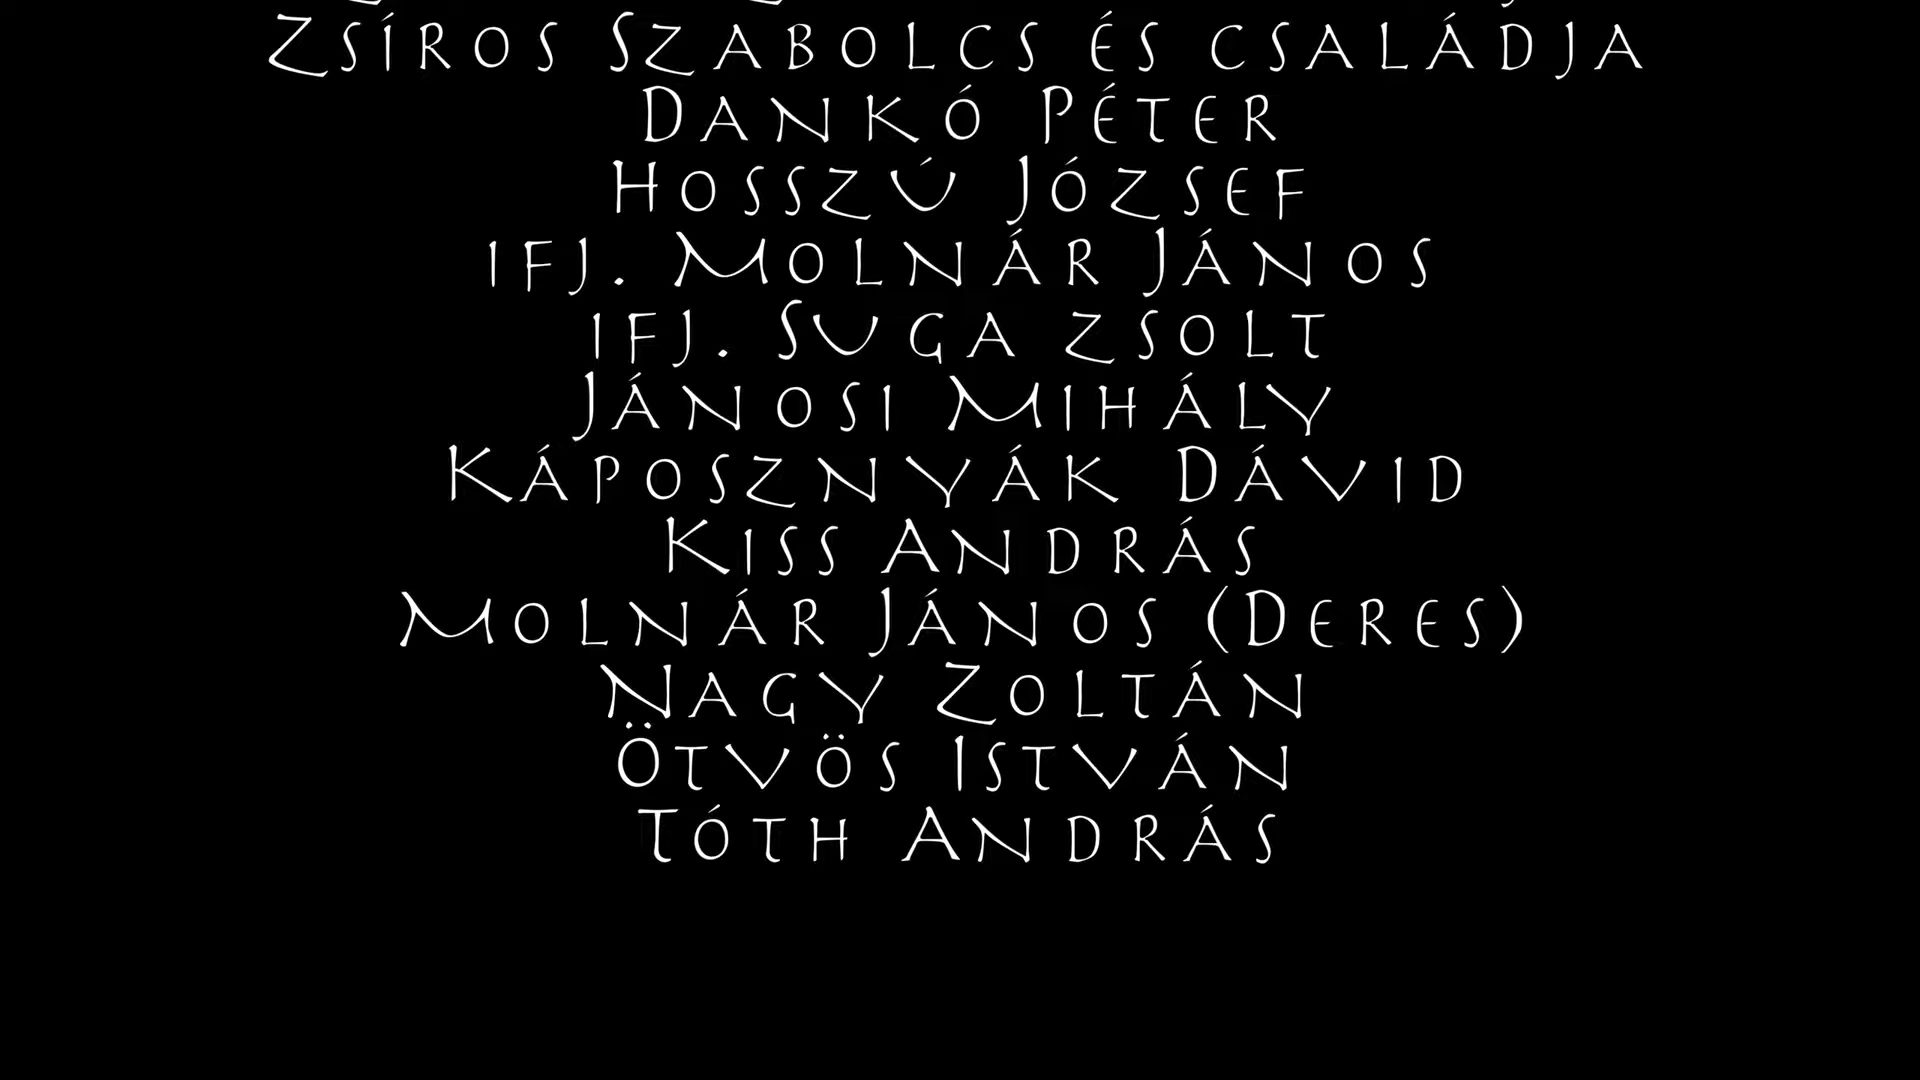 Zsíros Szabolcs és családja
Dankó Péter
Hosszú József
ifj. Molnár János
ifj. Suga Zsolt
Jánosi Mihály
Káposznyák Dávid
Kiss András
Molnár János (Deres)
Nagy Zoltán
Ötvös István
Tóth András